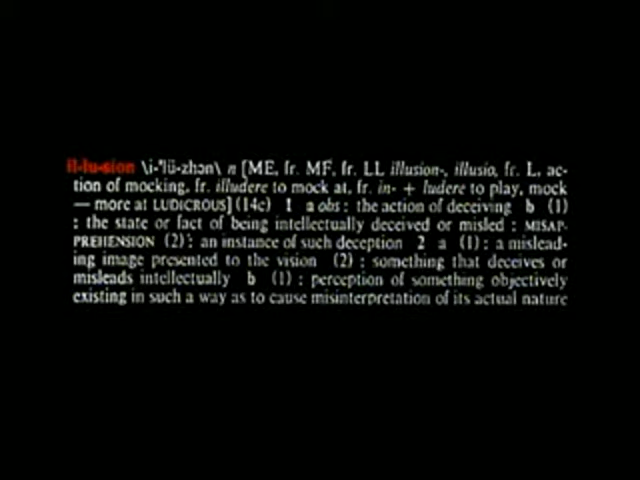 il·lu·sion \i-ˈlü-zhən\ n [ME, fr. MF, fr. LL illusion-, illusio, fr. L, ac-
tion of mocking, fr. illudere to mock at, fr. in- + ludere to play, mock
— more at LUDICROUS] (14c) 1 a obs : the action of deceiving b (1)
: the state or fact of being intellectually deceived or misled : MISAP-
PREHENSION (2) : an instance of such deception 2 a (1) : a mislead-
ing image presented to the vision (2) : something that deceives or
misleads intellectually b (1) : perception of something objectively
existing in such a way as to cause misinterpretation of its actual nature